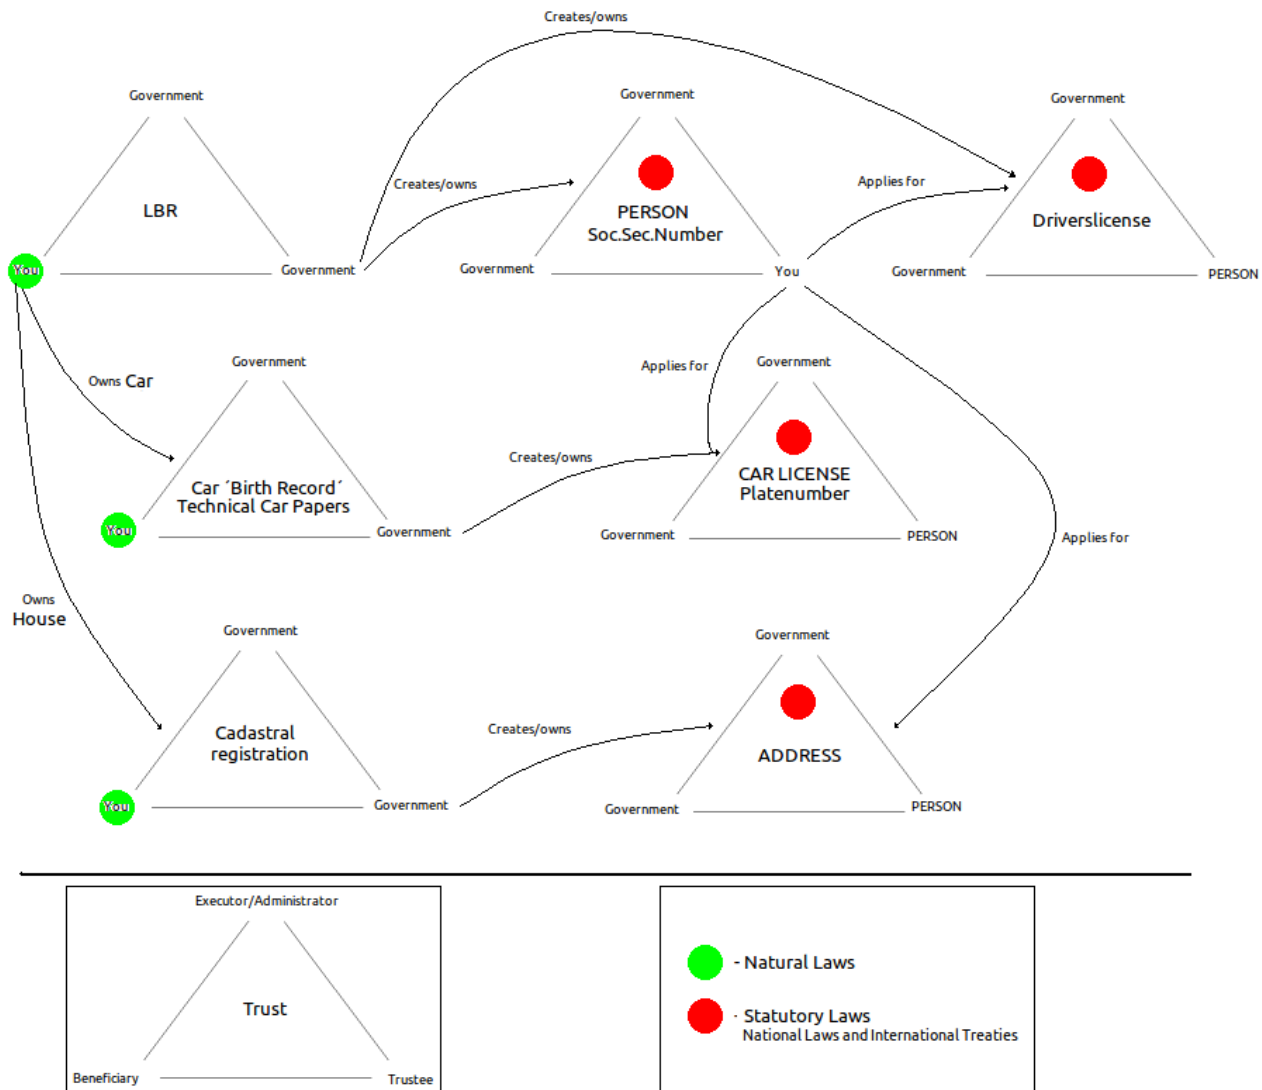 Creates/owns
Government
Government
Government
Creates/owns
Applies for
LBR
PERSON
Soc.Sec.Number
Driverslicense
You
Government
Government
You
Government
PERSON
Owns Car
Government
Applies for
Government
Car ´Birth Record´
Technical Car Papers
Creates/owns
CAR LICENSE
Platenumber
You
Government
Government
PERSON
Applies for
Owns
House
Government
Government
Cadastral
registration
Creates/owns
ADDRESS
You
Government
Government
PERSON
Executor/Administrator
Trust
Beneficiary
Trustee
- Natural Laws
· Statutory Laws
National Laws and International Treaties